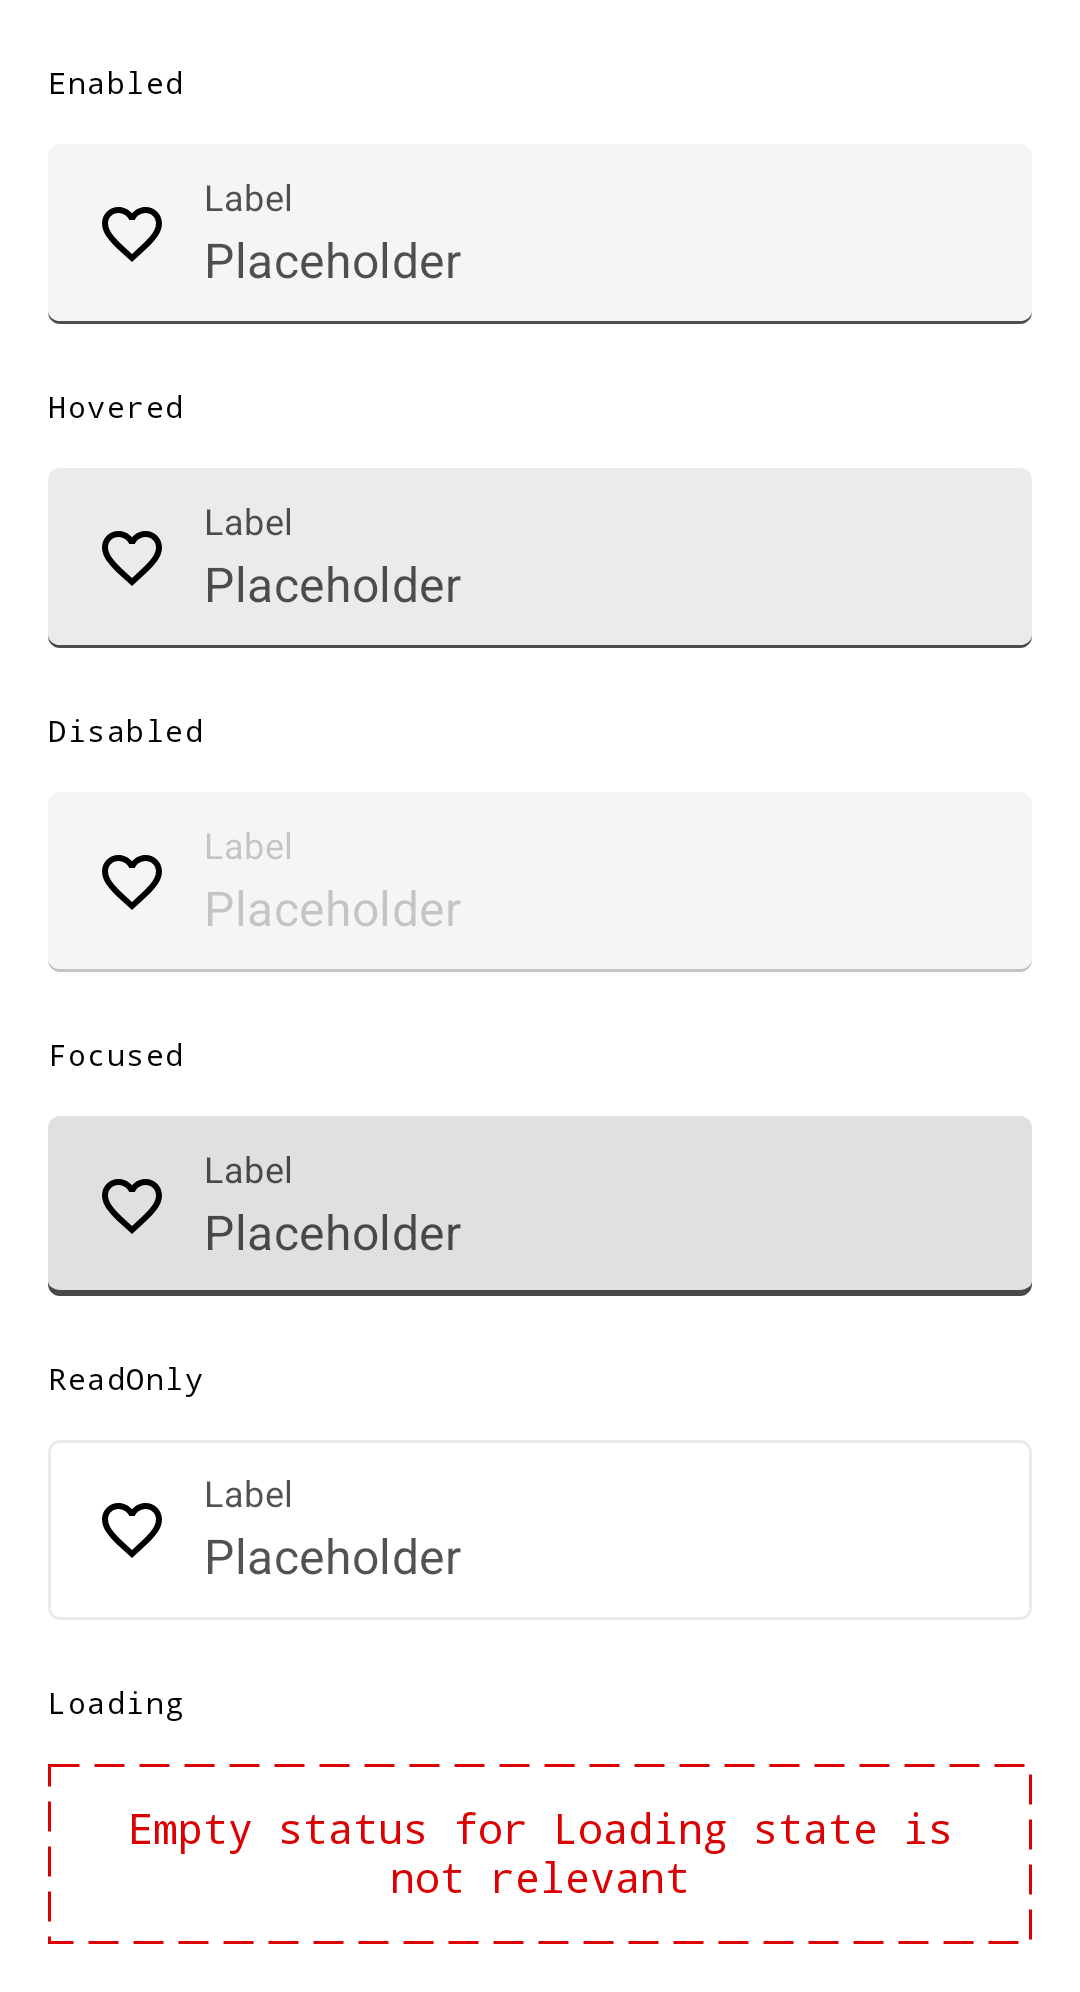 Enabled
Label
Placeholder
Hovered
Label
Placeholder
Disabled
Label
Placeholder
Focused
Label
Placeholder
ReadOnly
Label
Placeholder
Loading
Empty status for Loading state is
not relevant